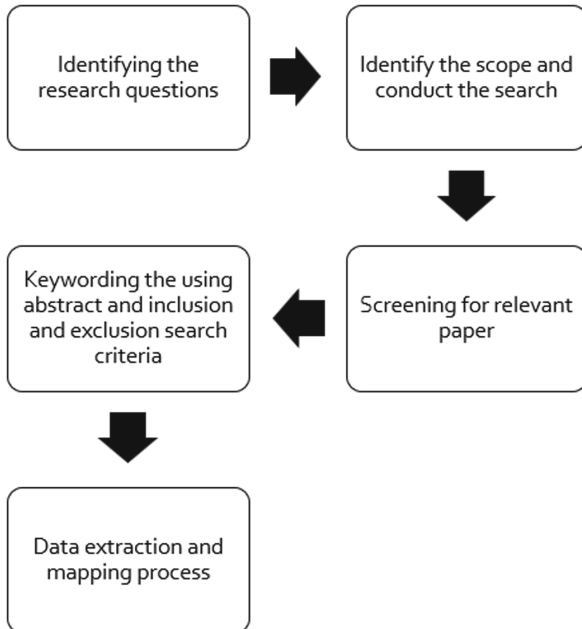 Identifying the
research questions
Identify the scope and
conduct the search
Screening for relevant
paper
Keywording the using
abstract and inclusion
and exclusion search
criteria
Data extraction and
mapping process